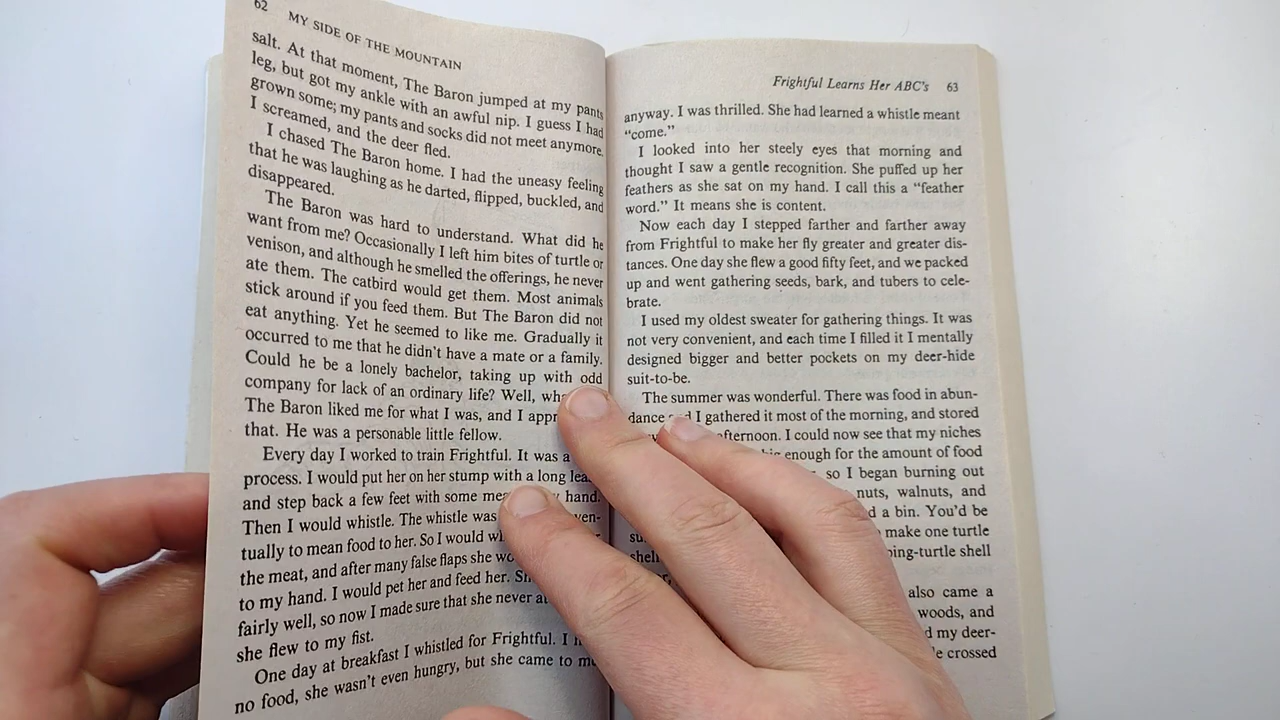 62 MY SIDE OF THE MOUNTAIN
salt. At that moment, The Baron jumped at my pants
leg, but got my ankle with an awful nip. I guess I had
grown some; my pants and socks did not meet anymore.
I screamed, and the deer fled.
I chased The Baron home. I had the uneasy feeling
that he was laughing as he darted, flipped, buckled, and
disappeared.
The Baron was hard to understand. What did he
want from me? Occasionally I left him bites of turtle or
venison, and although he smelled the offerings, he never
ate them. The catbird would get them. Most animals
stick around if you feed them. But The Baron did not
eat anything. Yet he seemed to like me. Gradually it
occurred to me that he didn't have a mate or a family.
Could he be a lonely bachelor, taking up with odd
company for lack of an ordinary life? Well,
The Baron liked me for what I was, and I
that. He was a personable little fellow.
Every day I worked to train Frightful. It was a
process. I would put her on her stump with a long
and step back a few feet with some hand.
Then I would whistle. The whistle was
tually to mean food to her. So I would
the meat, and after many false flaps she
to my hand. I would pet her and feed her.
fairly well, so now I made sure that she never
she flew to my fist.
One day at breakfast I whistled for Frightful. I
no food, she wasn't even hungry, but she came to me
Frightful Learns Her ABC's 63
anyway. I was thrilled. She had learned a whistle meant
“come.”
I looked into her steely eyes that morning and
thought I saw a gentle recognition. She puffed up her
feathers as she sat on my hand. I call this a “feather
word.” It means she is content.
Now each day I stepped farther and farther away
from Frightful to make her fly greater and greater dis-
tances. One day she flew a good fifty feet, and we packed
up and went gathering seeds, bark, and tubers to cele-
brate.
I used my oldest sweater for gathering things. It was
not very convenient, and each time I filled it I mentally
designed bigger and better pockets on my deer-hide
suit-to-be.
The summer was wonderful. There was food in abun-
dance I gathered it most of the morning, and stored
afternoon. I could now see that my niches
enough for the amount of food
so I began burning out
nuts, walnuts, and
a bin. You'd be
make one turtle
shell
also came a
woods, and
my deer-
crossed